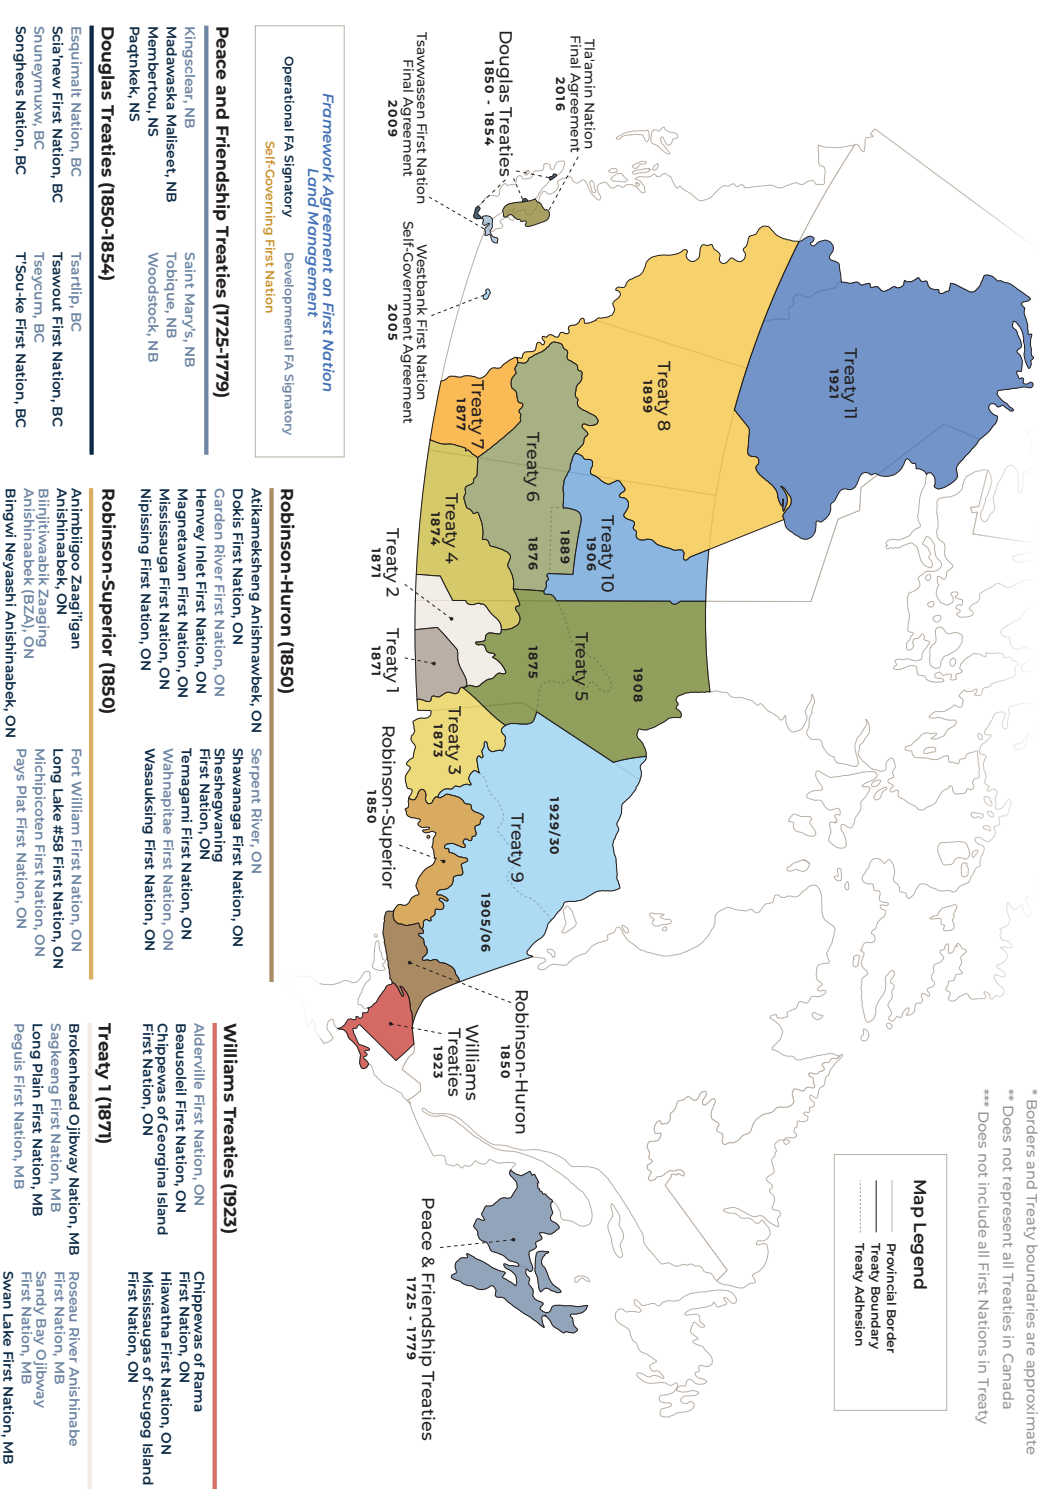 * Borders and Treaty boundaries are approximate
** Does not represent all Treaties in Canada
*** Does not include all First Nations in Treaty
Map Legend
Provincial Border
Treaty Boundary
Treaty Adhesion
Treaty 11
1921
Treaty 8
1899
Treaty 10
1906
1889
Treaty 6
1876
Treaty 7
1877
Treaty 4
1874
Treaty 2
1871
Treaty 1
1871
Treaty 5
1875
1908
Treaty 3
1873
Treaty 9
1929/30
1905/06
Robinson-Superior
1850
Robinson-Huron
1850
Williams
Treaties
1923
Peace & Friendship Treaties
1725 - 1779
Tla'amin Nation
Final Agreement
2016
Douglas Treaties
1850 - 1854
Tsawwassen First Nation
Final Agreement
2009
Westbank First Nation
Self-Government Agreement
2005
Framework Agreement on First Nation
Land Management
Operational FA Signatory
Developmental FA Signatory
Self-Governing First Nation
Peace and Friendship Treaties (1725-1779)
Kingsclear, NB
Madawaska Maliseet, NB
Membertou, NS
Paqtnkek, NS
Saint Mary's, NB
Tobique, NB
Woodstock, NB
Douglas Treaties (1850-1854)
Esquimalt Nation, BC
Scia'new First Nation, BC
Snuneymuxw, BC
Songhees Nation, BC
Tsartlip, BC
Tsawout First Nation, BC
Tseycum, BC
T'Sou-ke First Nation, BC
Robinson-Huron (1850)
Atikameksheng Anishnawbek, ON
Dokis First Nation, ON
Garden River First Nation, ON
Henvey Inlet First Nation, ON
Magnetawan First Nation, ON
Mississauga First Nation, ON
Nipissing First Nation, ON
Serpent River, ON
Shawanaga First Nation, ON
Sheshegwaning
First Nation, ON
Temagami First Nation, ON
Wahnapitae First Nation, ON
Wasauksing First Nation, ON
Robinson-Superior (1850)
Animbiigoo Zaagi'igan
Anishinaabek, ON
Biinjitiwaabik Zaaging
Anishinaabek (BZA), ON
Bingwi Neyaashi Anishinaabek, ON
Fort William First Nation, ON
Long Lake #58 First Nation, ON
Michipicoten First Nation, ON
Pays Plat First Nation, ON
Williams Treaties (1923)
Alderville First Nation, ON
Beausoleil First Nation, ON
Chippewas of Georgina Island
First Nation, ON
Chippewas of Rama
First Nation, ON
Hiawatha First Nation, ON
Mississaugas of Scugog Island
First Nation, ON
Treaty 1 (1871)
Brokenhead Ojibway Nation, MB
Sagkeeng First Nation, MB
Long Plain First Nation, MB
Peguis First Nation, MB
Roseau River Anishinabe
First Nation, MB
Sandy Bay Ojibway
First Nation, MB
Swan Lake First Nation, MB